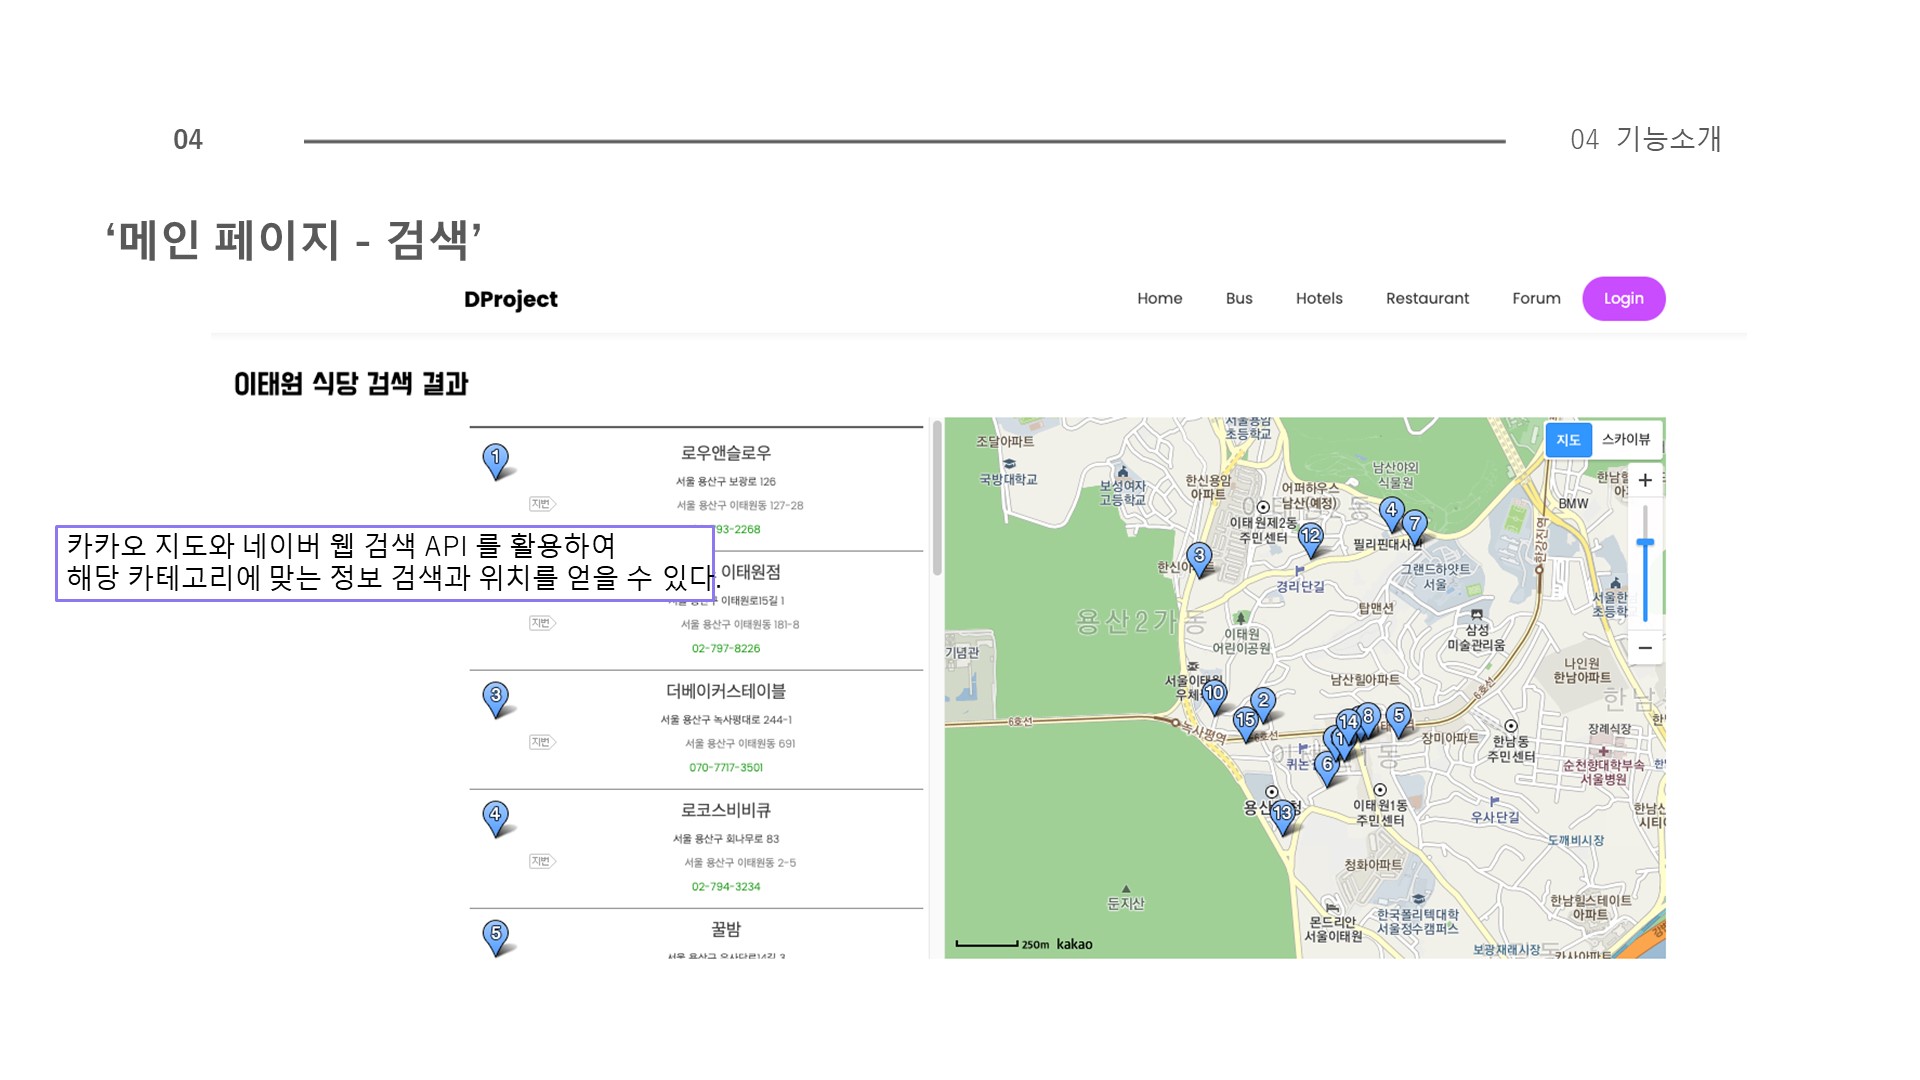 04
04 기능소개
‘메인 페이지 - 검색’
DProject
Home Bus Hotels Restaurant Forum Login
이태원 식당 검색 결과
1
로우앤슬로우
서울 용산구 보광로 126
지번
서울 용산구 이태원동 127-28
93-2268
카카오 지도와 네이버 웹 검색 API 를 활용하여
해당 카테고리에 맞는 정보 검색과 위치를 얻을 수 있다.
이태원점
이태원로15길 1
지번
서울 용산구 이태원동 181-8
02-797-8226
3
더베이커스테이블
서울 용산구 녹사평대로 244-1
지번
서울 용산구 이태원동 691
070-7717-3501
4
로코스비비큐
서울 용산구 회나무로 83
지번
서울 용산구 이태원동 2-5
02-794-3234
5
꿀밤
지도 스카이뷰
서울용암
초등학교
조달아파트
국방대학교
보성여자
고등학교
한신용암
아파트
남산야외
식물원
어퍼하우스
남산(예정)
이태원제2동
주민센터
BMW
4
7
12
3
필리핀대사관
경리단길
그랜드하얏트
서울
한강진역
탑맨션
용산2가동
이태원
어린이공원
삼성
미술관리움
서울한
초등학
기념관
나인원
한남아파트
서울이태원
남산힐아파트
6호선
6호선
녹사평역
10
2
15
14
8
5
1
6
장미아파트
한남동
주민센터
장례식장
순천향대학부속
서울병원
13
이태원1동
주민센터
우사단길
도깨비시장
청화아파트
둔지산
몬드리안
서울이태원
한국폴리텍대학
서울정수캠퍼스
한남힐스테이트
아파트
보광재래시장
250m kakao